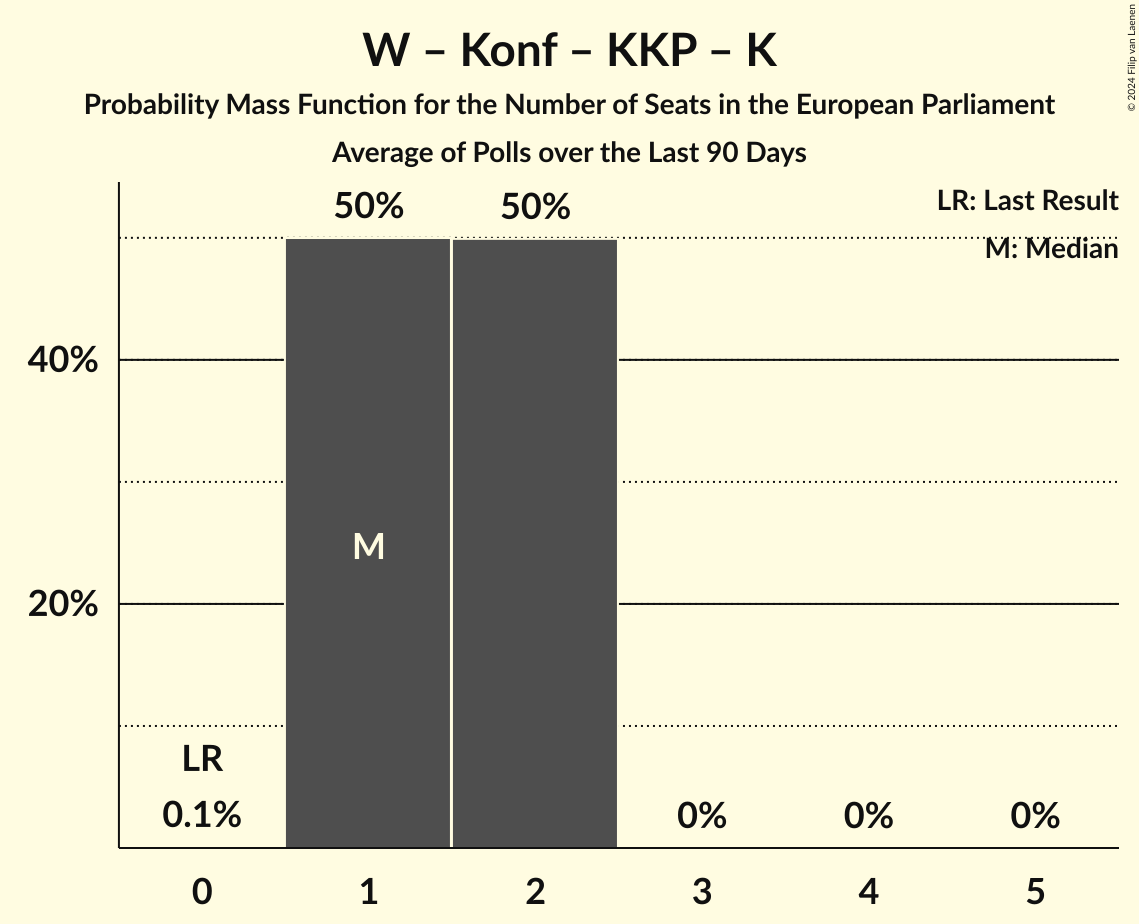 W – Konf – KKP – K
Probability Mass Function for the Number of Seats in the European Parliament
Average of Polls over the Last 90 Days
© 2024 Filip van Laenen
50% 50%
LR: Last Result
M: Median
40%
M
20%
LR
0.1% 0% 0% 0%
0 1 2 3 4 5